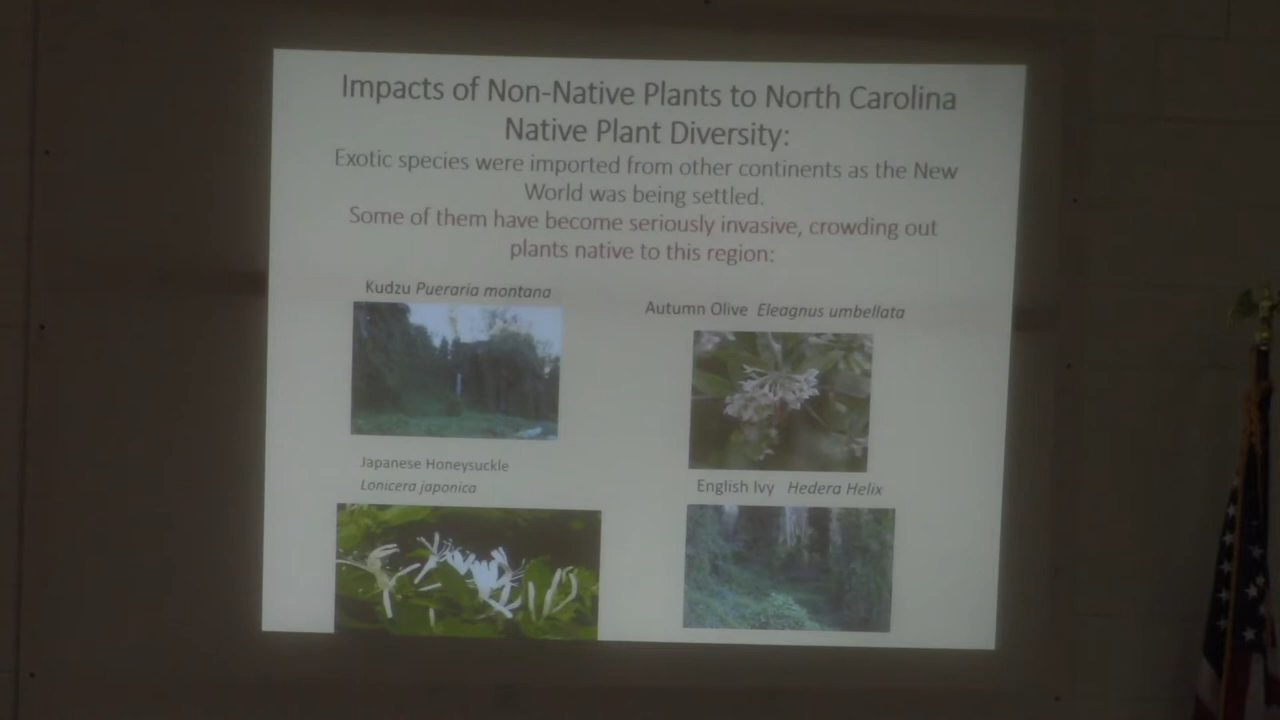 Impacts of Non-Native Plants to North Carolina
Native Plant Diversity:
Exotic species were imported from other continents as the New
World was being settled.
Some of them have become seriously invasive, crowding out
plants native to this region:
Kudzu Pueraria montana
Autumn Olive Eleagnus umbellata
Japanese Honeysuckle
Lonicera japonica
English Ivy Hedera Helix